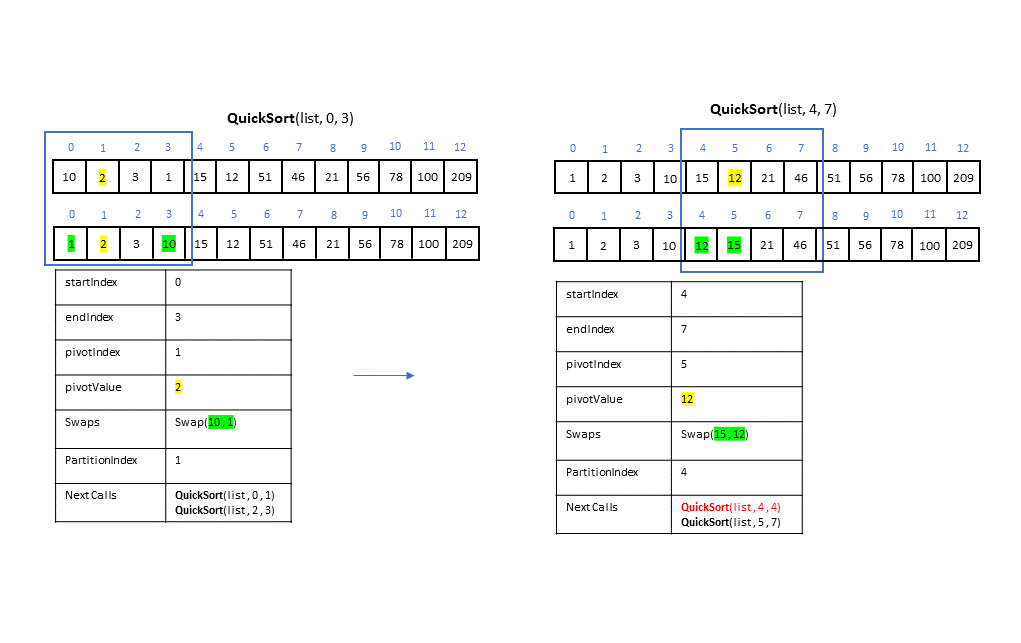 QuickSort(list, 0, 3)
0 1 2 3 4 5 6 7 8 9 10 11 12
10 2 3 1 15 12 51 46 21 56 78 100 209
0 1 2 3 4 5 6 7 8 9 10 11 12
1 2 3 10 15 12 51 46 21 56 78 100 209
startIndex 0
endIndex 3
pivotIndex 1
pivotValue 2
Swaps Swap(10,1)
PartitionIndex 1
Next Calls QuickSort(list,0,1)
QuickSort(list,2,3)
QuickSort(list, 4, 7)
0 1 2 3 4 5 6 7 8 9 10 11 12
1 2 3 10 15 12 21 46 51 56 78 100 209
0 1 2 3 4 5 6 7 8 9 10 11 12
1 2 3 10 12 15 21 46 51 56 78 100 209
startIndex 4
endIndex 7
pivotIndex 5
pivotValue 12
Swaps Swap(15,12)
PartitionIndex 4
Next Calls QuickSort(list,4,4)
QuickSort(list,5,7)